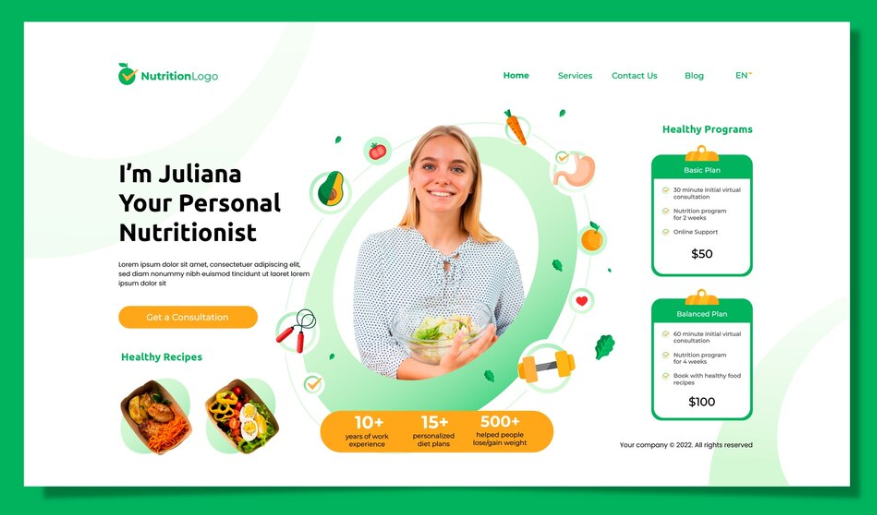 NutritionLogo
Home Services Contact Us Blog EN
I'm Juliana
Your Personal
Nutritionist
Lorem ipsum dolor sit amet, consectetuer adipiscing elit,
sed diam nonummy nibh euismod tincidunt ut laoreet lorem
ipsum dolor sit
Get a Consultation
Healthy Recipes
10+
years of work
experience
15+
personalized
diet plans
500+
helped people
lose/gain weight
Healthy Programs
Basic Plan
30 minute initial virtual
consultation
Nutrition program
for 2 weeks
Online Support
$50
Balanced Plan
60 minute initial virtual
consultation
Nutrition program
for 4 weeks
Book with healthy food
recipes
$100
Your company © 2022. All rights reserved